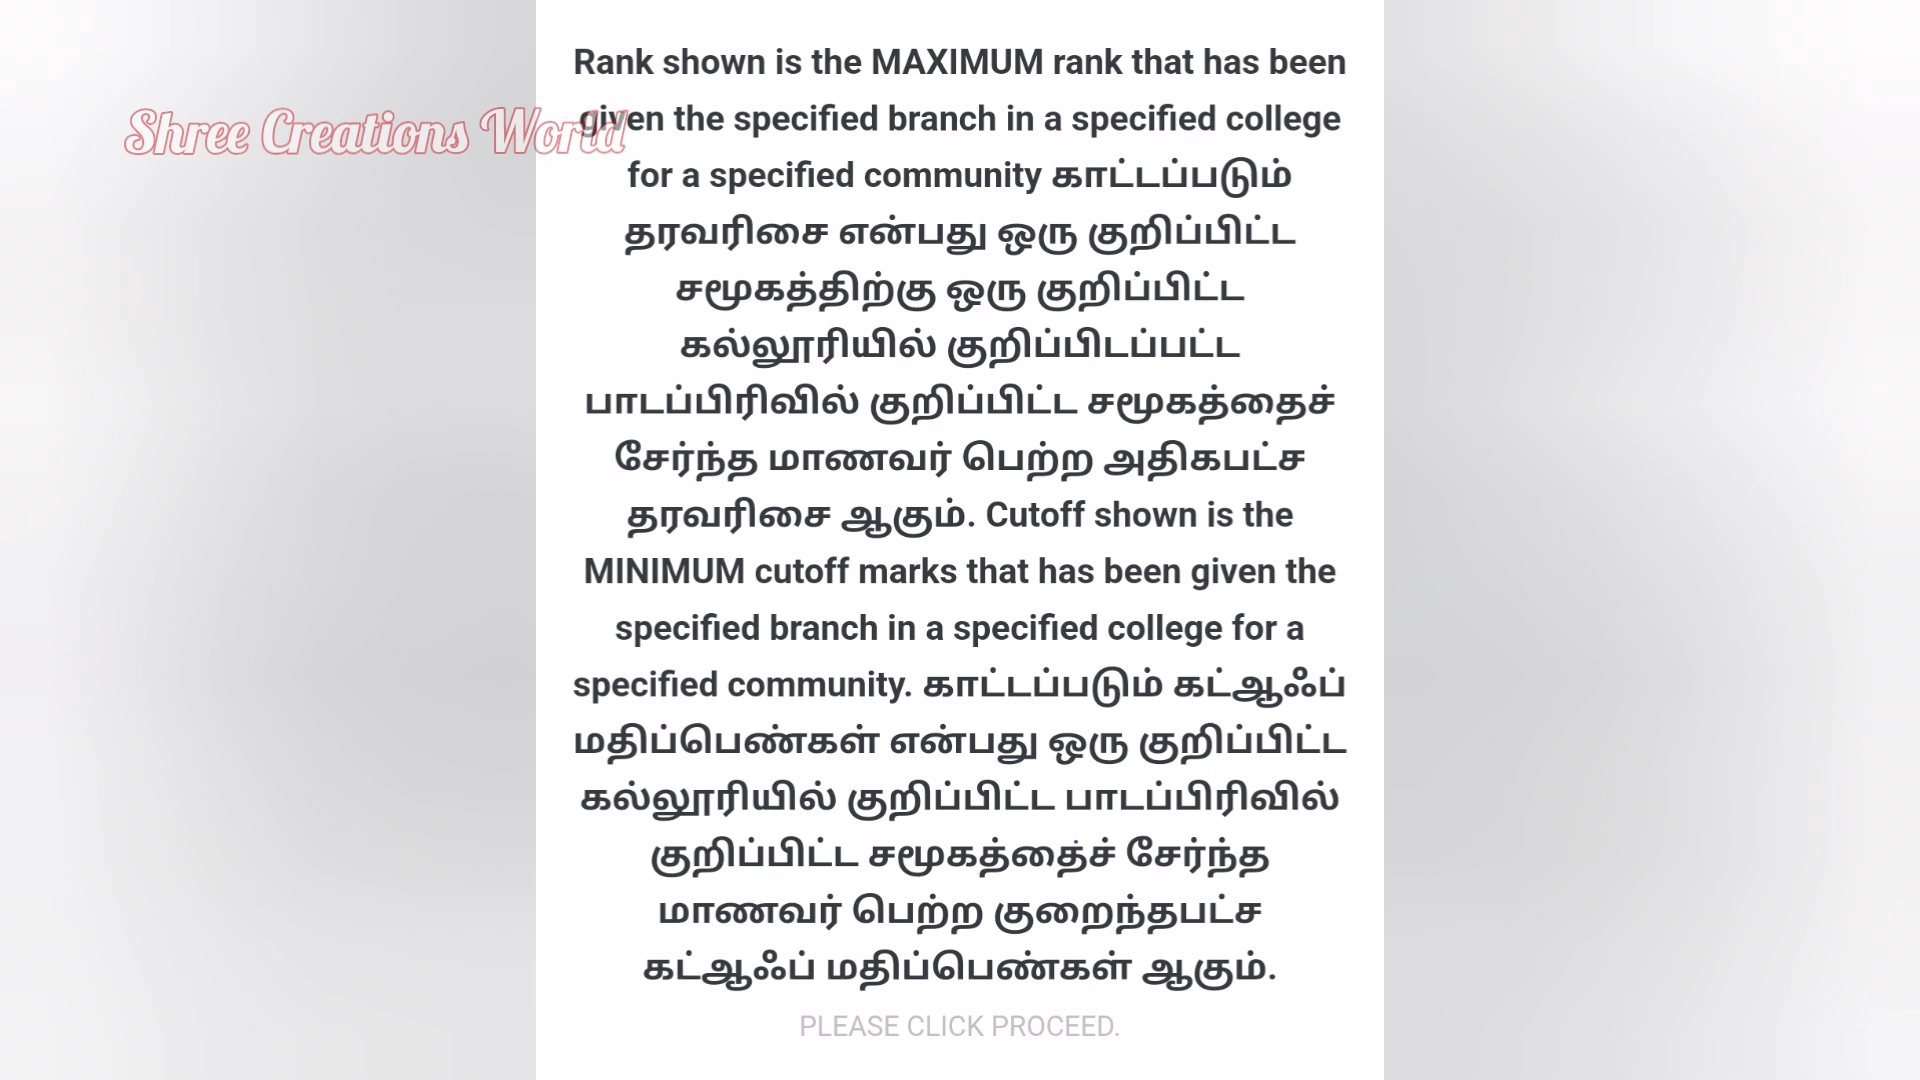 Rank shown is the MAXIMUM rank that has been
Shree Creations World
given the specified branch in a specified college
for a specified community காட்டப்படும்
தரவரிசை என்பது ஒரு குறிப்பிட்ட
சமூகத்திற்கு ஒரு குறிப்பிட்ட
கல்லூரியில் குறிப்பிடப்பட்ட
பாடப்பிரிவில் குறிப்பிட்ட சமூகத்தைச்
சேர்ந்த மாணவர் பெற்ற அதிகபட்ச
தரவரிசை ஆகும். Cutoff shown is the
MINIMUM cutoff marks that has been given the
specified branch in a specified college for a
specified community. காட்டப்படும் கட்ஆஃப்
மதிப்பெண்கள் என்பது ஒரு குறிப்பிட்ட
கல்லூரியில் குறிப்பிட்ட பாடப்பிரிவில்
குறிப்பிட்ட சமூகத்தைச் சேர்ந்த
மாணவர் பெற்ற குறைந்தபட்ச
கட்ஆஃப் மதிப்பெண்கள் ஆகும்.
PLEASE CLICK PROCEED.